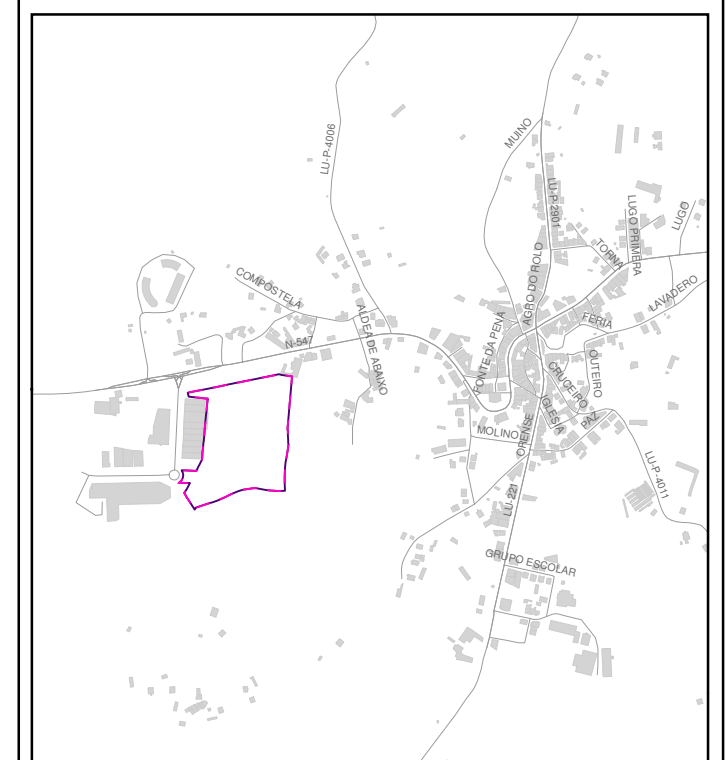 MUINO
LU-P-4006
LU-P-2901
LUGO PRIMERA
LUGO
TORNA
AGRO DO ROLO
COMPOSTELA
LAVADERO
ALDEA DE ABAIXO
FERIA
N-547
FONTE DA PENA
OUTEIRO
CRUCEIRO
IGLESIA
PAZ
MOLINO
ORENSE
LU-P-4011
LU-221
GRUPO ESCOLAR